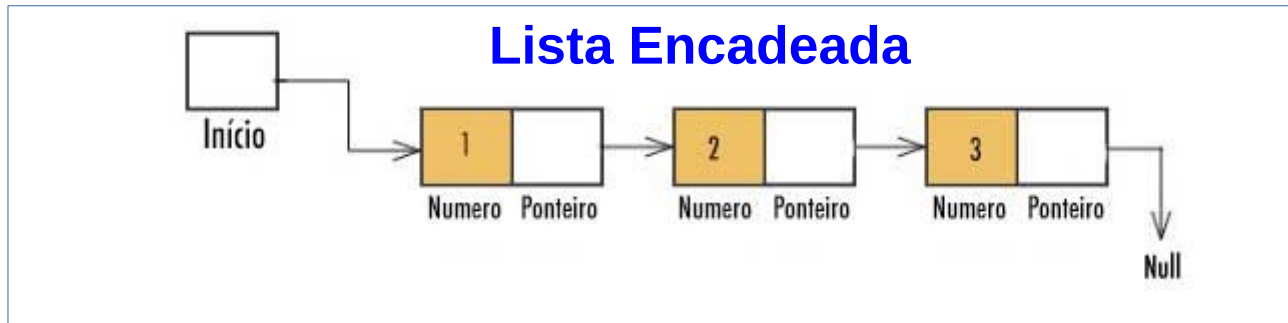 Lista Encadeada
Início
1
2
3
Numero Ponteiro
Numero Ponteiro
Numero Ponteiro
Null